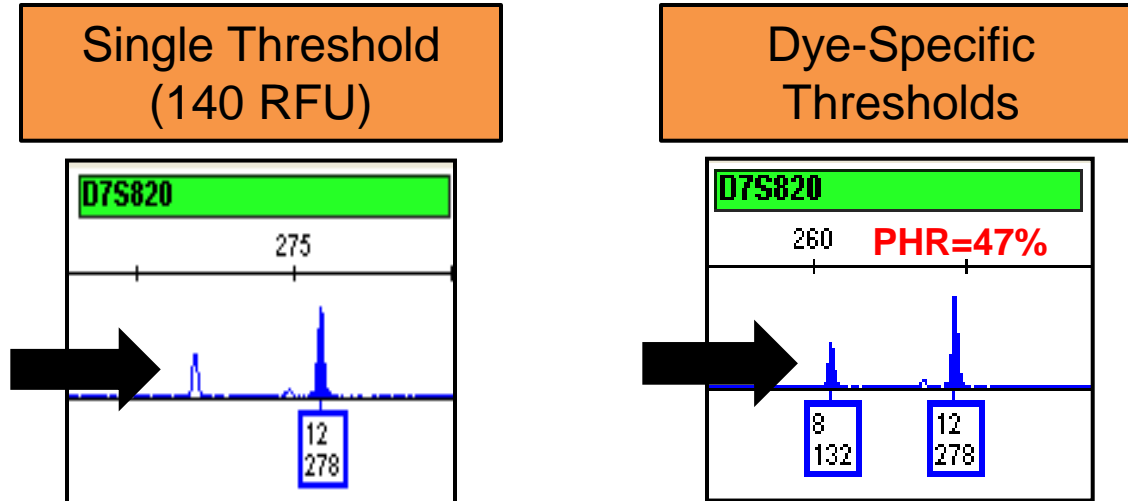 Single Threshold
(140 RFU)
Dye-Specific
Thresholds
D7S820
275
12
278
D7S820
260 PHR=47%
8
132
12
278